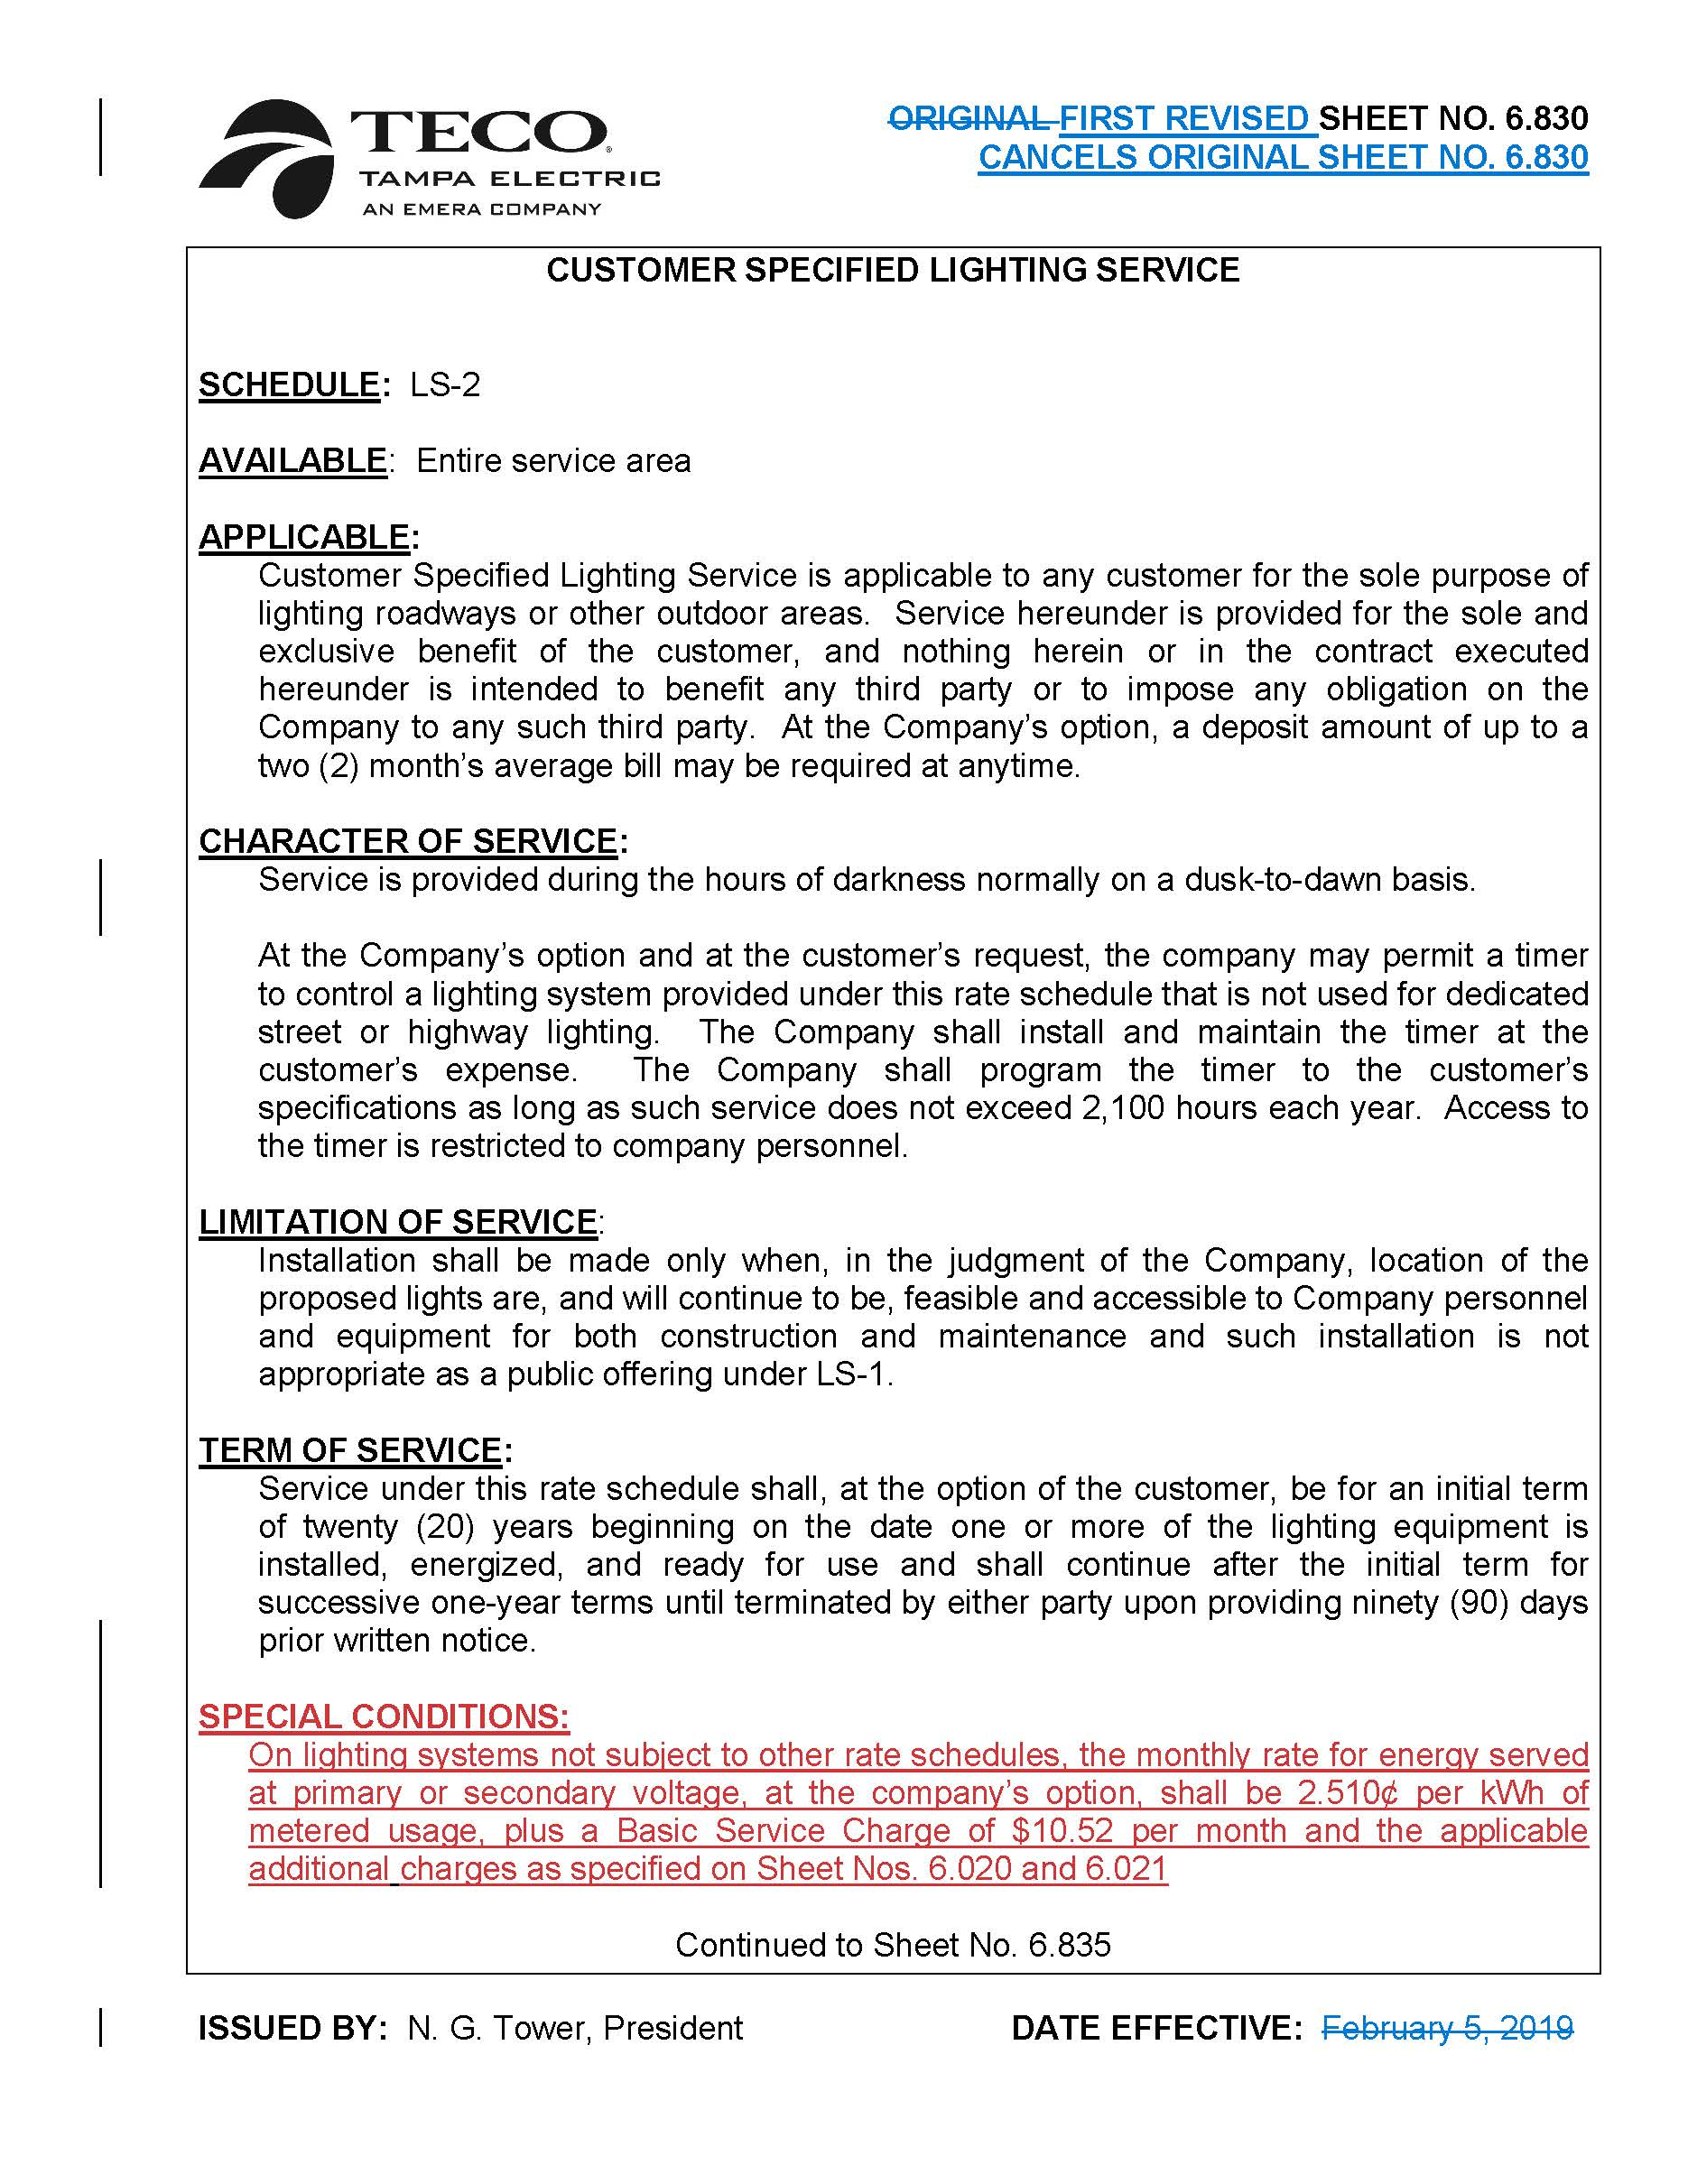 TECO®
TAMPA ELECTRIC
AN EMERA COMPANY
ORIGINAL FIRST REVISED SHEET NO. 6.830
CANCELS ORIGINAL SHEET NO. 6.830
CUSTOMER SPECIFIED LIGHTING SERVICE
SCHEDULE: LS-2
AVAILABLE: Entire service area
APPLICABLE:
Customer Specified Lighting Service is applicable to any customer for the sole purpose of
lighting roadways or other outdoor areas. Service hereunder is provided for the sole and
exclusive benefit of the customer, and nothing herein or in the contract executed
hereunder is intended to benefit any third party or to impose any obligation on the
Company to any such third party. At the Company's option, a deposit amount of up to a
two (2) month's average bill may be required at anytime.
CHARACTER OF SERVICE:
Service is provided during the hours of darkness normally on a dusk-to-dawn basis.
At the Company's option and at the customer's request, the company may permit a timer
to control a lighting system provided under this rate schedule that is not used for dedicated
street or highway lighting. The Company shall install and maintain the timer at the
customer's expense. The Company shall program the timer to the customer's
specifications as long as such service does not exceed 2,100 hours each year. Access to
the timer is restricted to company personnel.
LIMITATION OF SERVICE:
Installation shall be made only when, in the judgment of the Company, location of the
proposed lights are, and will continue to be, feasible and accessible to Company personnel
and equipment for both construction and maintenance and such installation is not
appropriate as a public offering under LS-1.
TERM OF SERVICE:
Service under this rate schedule shall, at the option of the customer, be for an initial term
of twenty (20) years beginning on the date one or more of the lighting equipment is
installed, energized, and ready for use and shall continue after the initial term for
successive one-year terms until terminated by either party upon providing ninety (90) days
prior written notice.
SPECIAL CONDITIONS:
On lighting systems not subject to other rate schedules, the monthly rate for energy served
at primary or secondary voltage, at the company's option, shall be 2.510¢ per kWh of
metered usage, plus a Basic Service Charge of $10.52 per month and the applicable
additional charges as specified on Sheet Nos. 6.020 and 6.021
Continued to Sheet No. 6.835
ISSUED BY: N. G. Tower, President
DATE EFFECTIVE: February 5, 2019